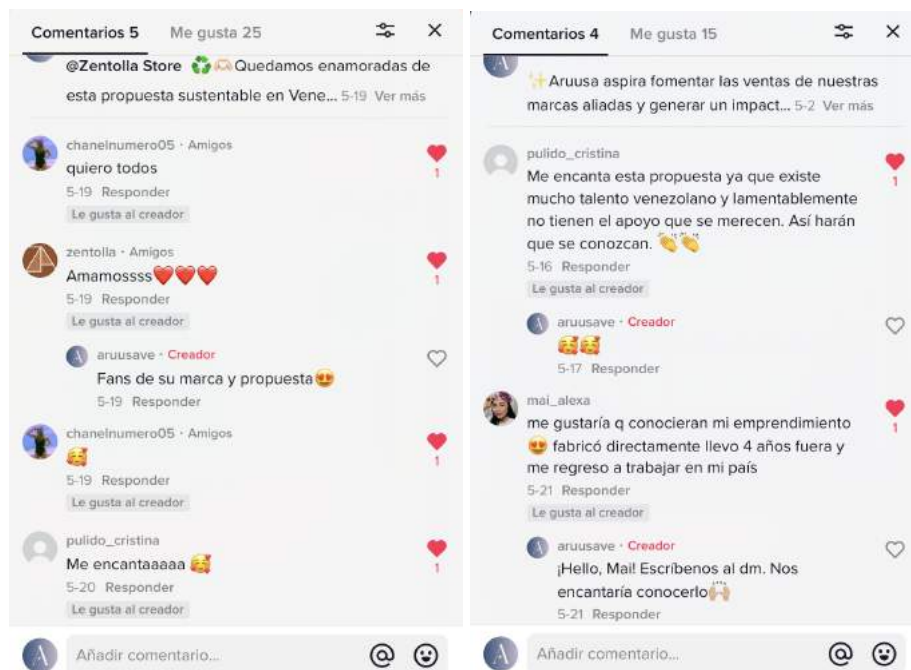 Comentarios 5 Me gusta 25
@Zentolla Store ♻️🫶🏻Quedamos enamoradas de
esta propuesta sustentable en Vene... 5-19 Ver más
chanelnumero05 · Amigos
quiero todos
1
5-19 Responder
Le gusta al creador
zentolla · Amigos
Amamossss❤️❤️❤️
1
5-19 Responder
Le gusta al creador
aruusave · Creador
Fans de su marca y propuesta😍
5-19 Responder
chanelnumero05 · Amigos
🥰
1
5-19 Responder
Le gusta al creador
pulido_cristina
Me encantaaaaa 🥰
1
5-20 Responder
Le gusta al creador
Añadir comentario...
Comentarios 4 Me gusta 15
✨Aruusa aspira fomentar las ventas de nuestras
marcas aliadas y generar un impact... 5-2 Ver más
pulido_cristina
Me encanta esta propuesta ya que existe
1
mucho talento venezolano y lamentablemente
no tienen el apoyo que se merecen. Así harán
que se conozcan. 👏👏
5-16 Responder
Le gusta al creador
aruusave · Creador
🥰🥰
5-17 Responder
mai_alexa
me gustaría q conocieran mi emprendimiento
1
😍 fabricó directamente llevo 4 años fuera y
me regreso a trabajar en mi país
5-21 Responder
Le gusta al creador
aruusave · Creador
¡Hello, Mai! Escríbenos al dm. Nos
encantaría conocerlo🙌🏼
5-21 Responder
Añadir comentario...